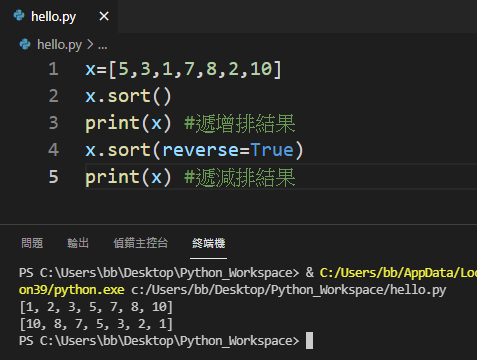 hello.py ×
hello.py > ...
1 x=[5,3,1,7,8,2,10]
2 x.sort()
3 print(x) #遞增排結果
4 x.sort(reverse=True)
5 print(x) #遞減排結果
問題 輸出 偵錯主控台 終端機
PS C:\Users\bb\Desktop\Python_Workspace> & C:/Users/bb/AppData/Loc
on39/python.exe c:/Users/bb/Desktop/Python_Workspace/hello.py
[1, 2, 3, 5, 7, 8, 10]
[10, 8, 7, 5, 3, 2, 1]
PS C:\Users\bb\Desktop\Python_Workspace>